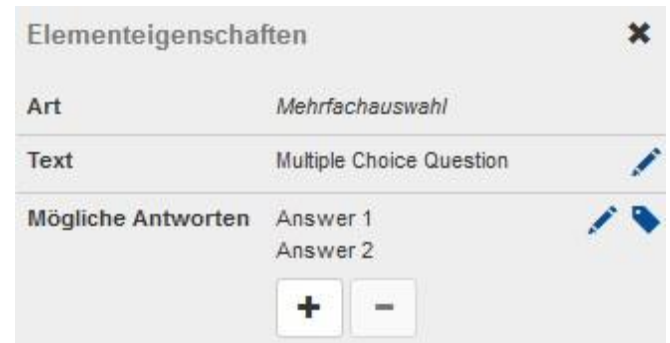 Elementeigenschaften
Art Mehrfachauswahl
Text Multiple Choice Question
Mögliche Antworten Answer 1
Answer 2
+ −